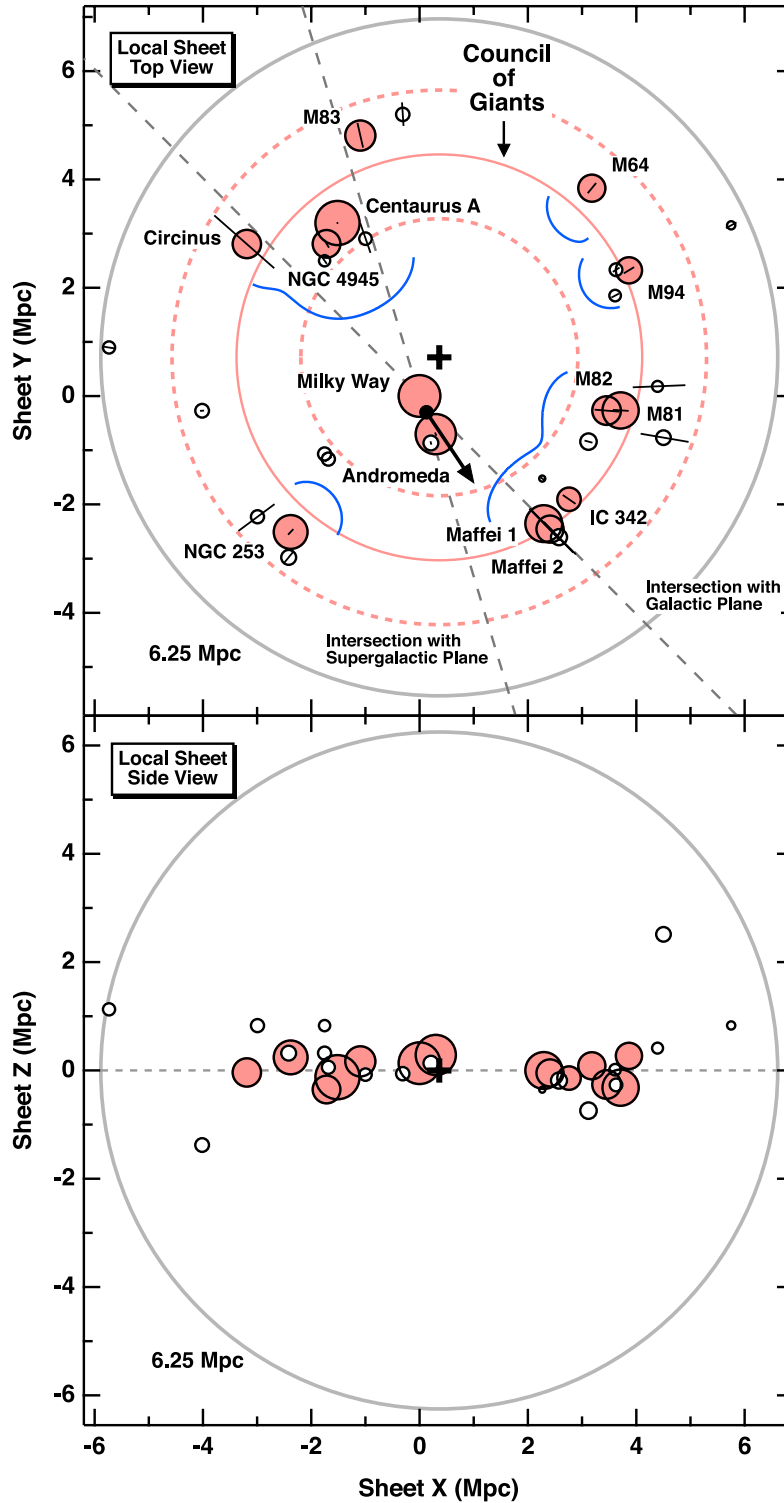 Local Sheet
Top View
Council
of
Giants
M83
M64
Centaurus A
Circinus
NGC 4945
M94
Milky Way
M82
M81
Andromeda
IC 342
Maffei 1
Maffei 2
NGC 253
Intersection with
Galactic Plane
Intersection with
Supergalactic Plane
6.25 Mpc
6
4
2
0
-2
-4
Sheet Y (Mpc)
Local Sheet
Side View
6
4
2
0
-2
-4
-6
Sheet Z (Mpc)
6.25 Mpc
-6 -4 -2 0 2 4 6
Sheet X (Mpc)